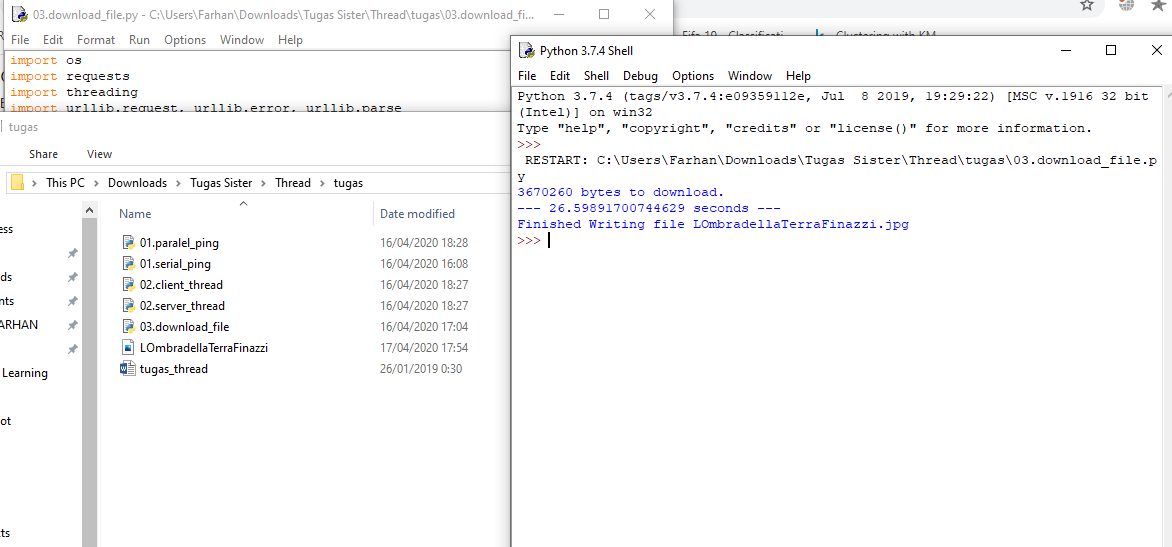 03.download_file.py - C:\Users\Farhan\Downloads\Tugas Sister\Thread\tugas\03.download_fi...
File Edit Format Run Options Window Help
import os
import requests
import threading
import urllib.request, urllib.error, urllib.parse
tugas
Share View
This PC > Downloads > Tugas Sister > Thread > tugas
Name Date modified
01.paralel_ping 16/04/2020 18:28
01.serial_ping 16/04/2020 16:08
02.client_thread 16/04/2020 18:27
02.server_thread 16/04/2020 18:27
03.download_file 16/04/2020 17:04
LOmbradellaTerraFinazzi 17/04/2020 17:54
tugas_thread 26/01/2019 0:30
ess
ds
nts
ARHAN
Learning
ot
ts
Python 3.7.4 Shell
File Edit Shell Debug Options Window Help
Python 3.7.4 (tags/v3.7.4:e09359112e, Jul 8 2019, 19:29:22) [MSC v.1916 32 bit
(Intel)] on win32
Type "help", "copyright", "credits" or "license()" for more information.
>>>
RESTART: C:\Users\Farhan\Downloads\Tugas Sister\Thread\tugas\03.download_file.p
y
3670260 bytes to download.
--- 26.59891700744629 seconds ---
Finished Writing file LOmbradellaTerraFinazzi.jpg
>>>